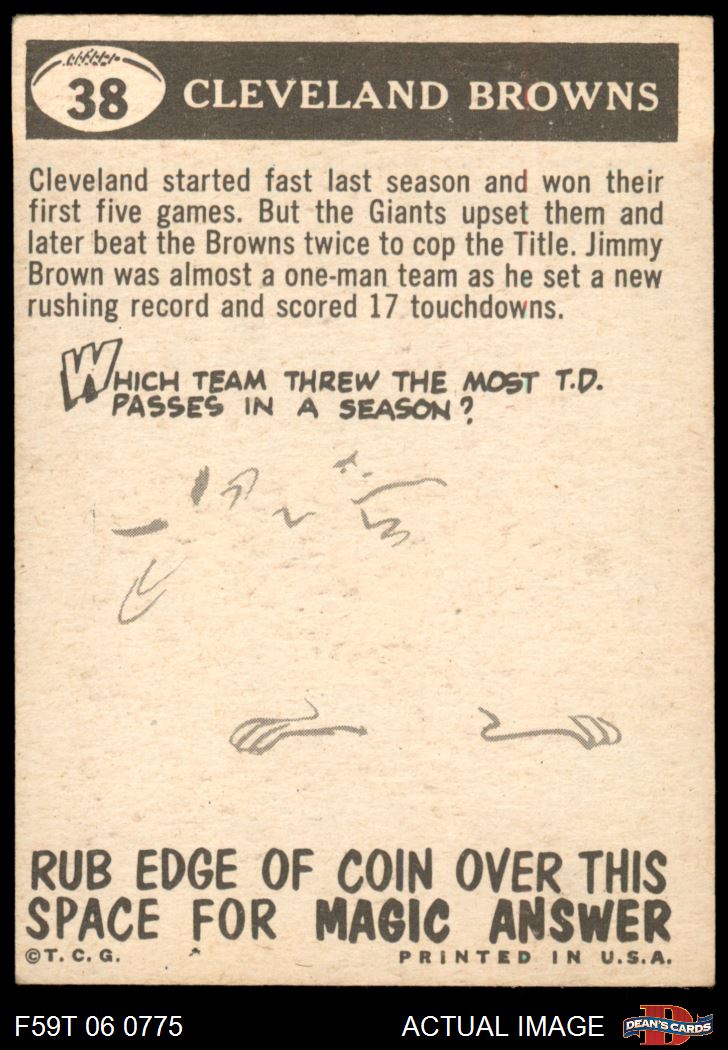 38 CLEVELAND BROWNS
Cleveland started fast last season and won their
first five games. But the Giants upset them and
later beat the Browns twice to cop the Title. Jimmy
Brown was almost a one-man team as he set a new
rushing record and scored 17 touchdowns.
WHICH TEAM THREW THE MOST T.D.
PASSES IN A SEASON?
RUB EDGE OF COIN OVER THIS
SPACE FOR MAGIC ANSWER
©T.C.G. PRINTED IN U.S.A.
F59T 06 0775 ACTUAL IMAGE D DEAN'S CARDS